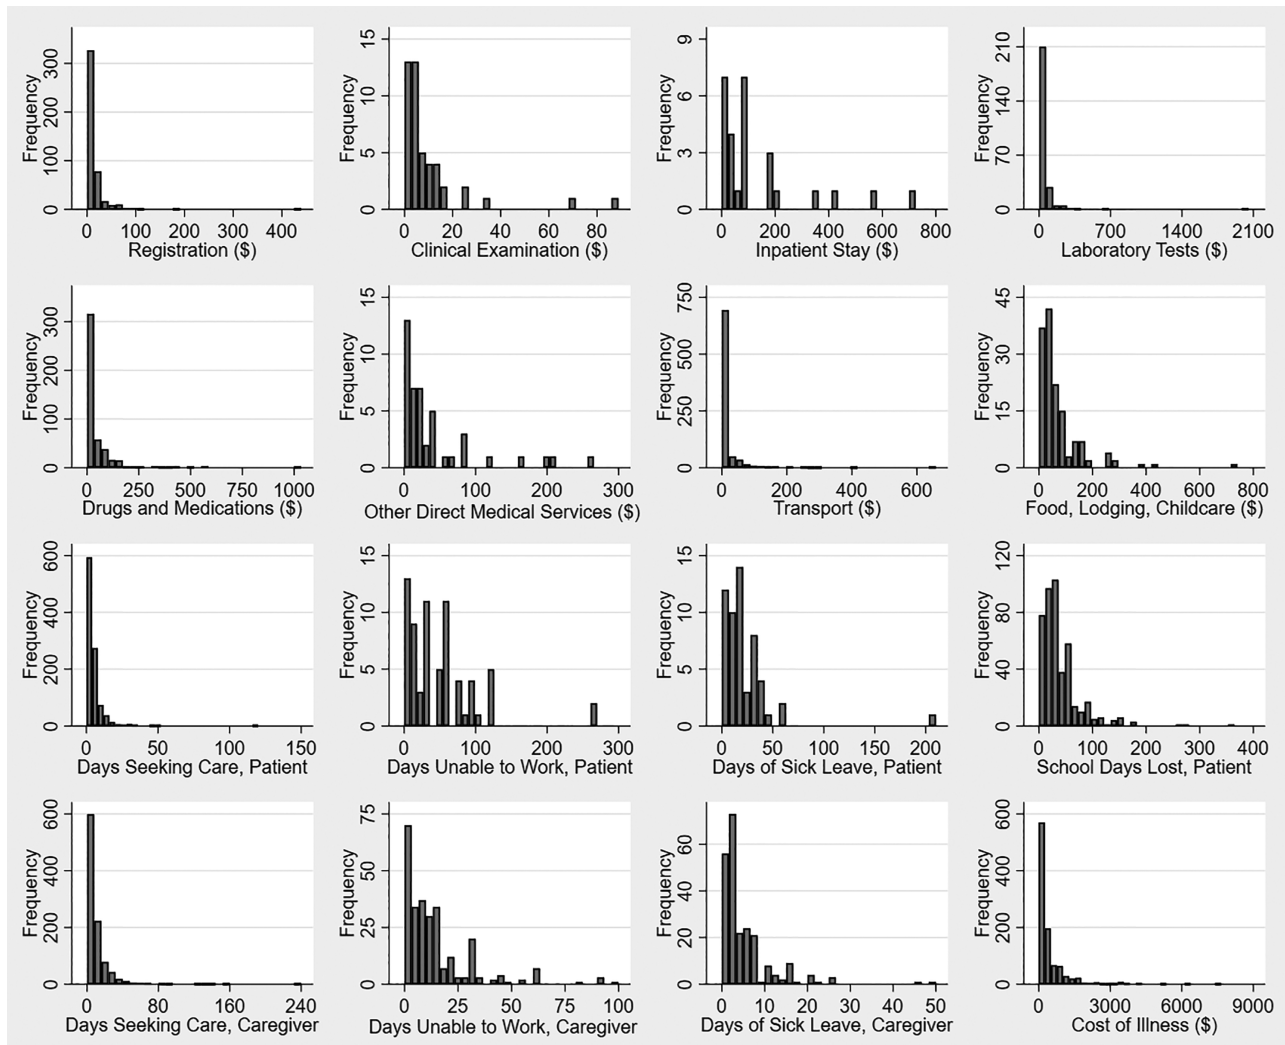 Frequency
0 100 200 300
0 100 200 300 400
Registration ($)
Frequency
0 5 10 15
0 20 40 60 80
Clinical Examination ($)
Frequency
0 3 6 9
0 200 400 600 800
Inpatient Stay ($)
Frequency
0 70 140 210
0 700 1400 2100
Laboratory Tests ($)
Frequency
0 100 200 300
0 250 500 750 1000
Drugs and Medications ($)
Frequency
0 5 10 15
0 100 200 300
Other Direct Medical Services ($)
Frequency
0 250 500 750
0 200 400 600
Transport ($)
Frequency
0 15 30 45
0 200 400 600 800
Food, Lodging, Childcare ($)
Frequency
0 200 400 600
0 50 100 150
Days Seeking Care, Patient
Frequency
0 5 10 15
0 100 200 300
Days Unable to Work, Patient
Frequency
0 5 10 15
0 50 100 150 200
Days of Sick Leave, Patient
Frequency
0 40 80 120
0 100 200 300 400
School Days Lost, Patient
Frequency
0 200 400 600
0 80 160 240
Days Seeking Care, Caregiver
Frequency
0 25 50 75
0 25 50 75 100
Days Unable to Work, Caregiver
Frequency
0 20 40 60
0 10 20 30 40 50
Days of Sick Leave, Caregiver
Frequency
0 200 400 600
0 3000 6000 9000
Cost of Illness ($)